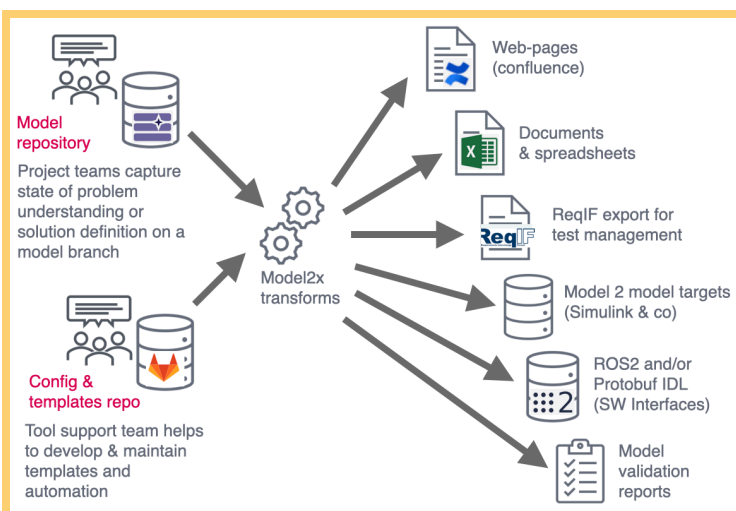 Model
repository
Project teams capture
state of problem
understanding or
solution definition on a
model branch
Config &
templates repo
Tool support team helps
to develop & maintain
templates and
automation
Model2x
transforms
Web-pages
(confluence)
X
Documents
& spreadsheets
ReqIF
ReqIF export for
test management
Model 2 model targets
(Simulink & co)
2
ROS2 and/or
Protobuf IDL
(SW Interfaces)
Model
validation
reports